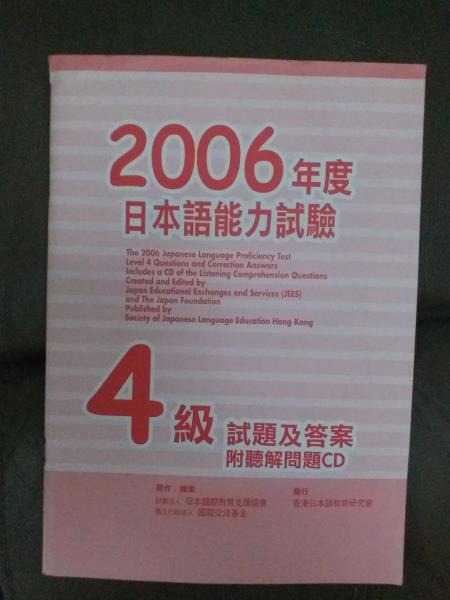 2006年度
日本語能力試驗
The 2006 Japanese Language Proficiency Test
Level 4 Questions and Correction Answers
Includes a CD of the Listening Comprehension Questions
Created and Edited by
Japan Educational Exchanges and Services (JEES)
and The Japan Foundation
Published by
Society of Japanese Language Education Hong Kong
4級 試題及答案
附聽解問題CD
著作．編集
財團法人 日本國際教育支援協會
獨立行政法人 國際交流基金
發行
香港日本語教育研究會